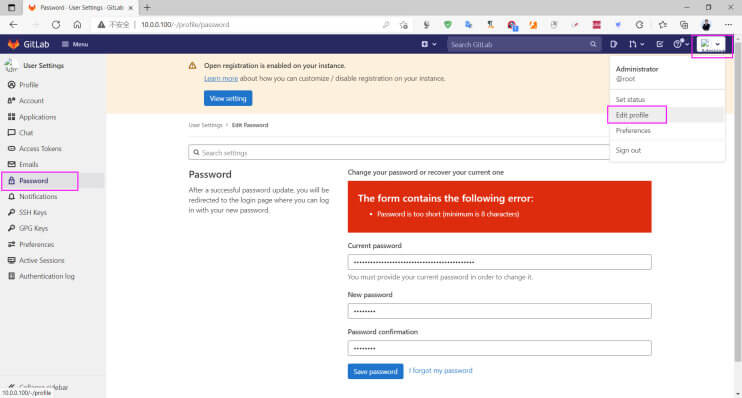 Password · User Settings · GitLab
不安全
10.0.0.100/-/profile/password
GitLab
Menu
Search GitLab
User Settings
Profile
Account
Applications
Chat
Access Tokens
Emails
Password
Notifications
SSH Keys
GPG Keys
Preferences
Active Sessions
Authentication log
Collapse sidebar
10.0.0.100/-/profile
Open registration is enabled on your instance.
Learn more about how you can customize / disable registration on your instance.
View setting
User Settings > Edit Password
Search settings
Password
After a successful password update, you will be
redirected to the login page where you can log
in with your new password.
Change your password or recover your current one
The form contains the following error:
• Password is too short (minimum is 8 characters)
Current password
You must provide your current password in order to change it.
New password
Password confirmation
Save password
I forgot my password
Administrator
@root
Set status
Edit profile
Preferences
Sign out